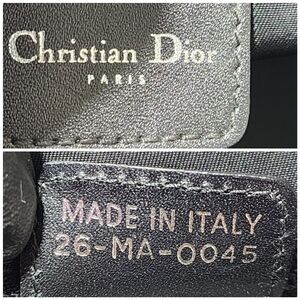 Christian Dior
PARIS
MADE IN ITALY
26-MA-0045